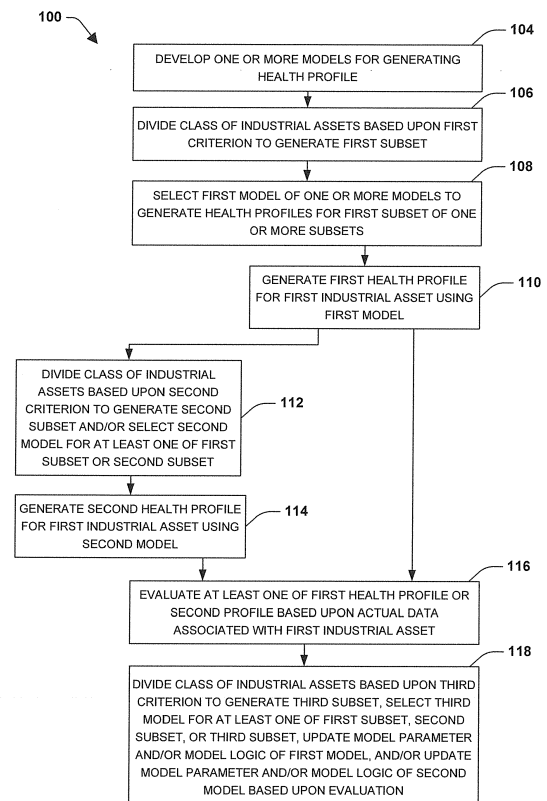 100
104
DEVELOP ONE OR MORE MODELS FOR GENERATING
HEALTH PROFILE
106
DIVIDE CLASS OF INDUSTRIAL ASSETS BASED UPON FIRST
CRITERION TO GENERATE FIRST SUBSET
108
SELECT FIRST MODEL OF ONE OR MORE MODELS TO
GENERATE HEALTH PROFILES FOR FIRST SUBSET OF ONE
OR MORE SUBSETS
GENERATE FIRST HEALTH PROFILE
FOR FIRST INDUSTRIAL ASSET USING
FIRST MODEL
110
DIVIDE CLASS OF INDUSTRIAL
ASSETS BASED UPON SECOND
CRITERION TO GENERATE SECOND
SUBSET AND/OR SELECT SECOND
MODEL FOR AT LEAST ONE OF FIRST
SUBSET OR SECOND SUBSET
112
GENERATE SECOND HEALTH PROFILE
FOR FIRST INDUSTRIAL ASSET USING
SECOND MODEL
114
116
EVALUATE AT LEAST ONE OF FIRST HEALTH PROFILE OR
SECOND PROFILE BASED UPON ACTUAL DATA
ASSOCIATED WITH FIRST INDUSTRIAL ASSET
118
DIVIDE CLASS OF INDUSTRIAL ASSETS BASED UPON THIRD
CRITERION TO GENERATE THIRD SUBSET, SELECT THIRD
MODEL FOR AT LEAST ONE OF FIRST SUBSET, SECOND
SUBSET, OR THIRD SUBSET, UPDATE MODEL PARAMETER
AND/OR MODEL LOGIC OF FIRST MODEL, AND/OR UPDATE
MODEL PARAMETER AND/OR MODEL LOGIC OF SECOND
MODEL BASED UPON EVALUATION